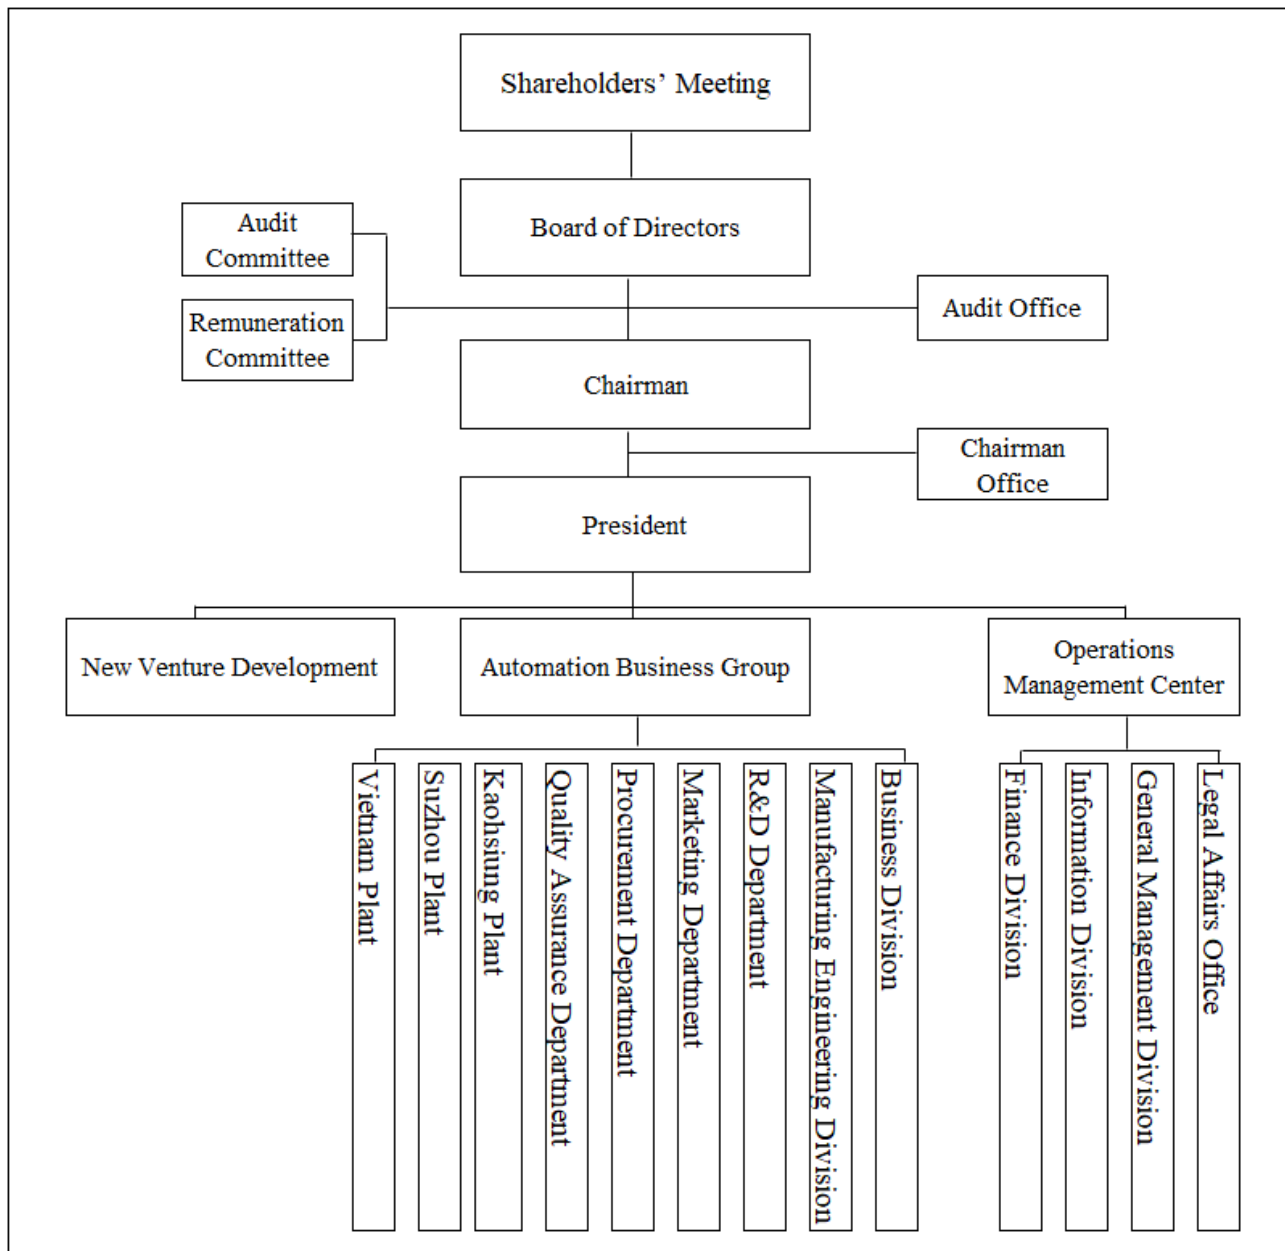 Shareholders’ Meeting
Board of Directors
Audit
Committee
Remuneration
Committee
Audit Office
Chairman
Chairman
Office
President
New Venture Development
Automation Business Group
Operations
Management Center
Vietnam Plant
Suzhou Plant
Kaohsiung Plant
Quality Assurance Department
Procurement Department
Marketing Department
R&D Department
Manufacturing Engineering Division
Business Division
Finance Division
Information Division
General Management Division
Legal Affairs Office